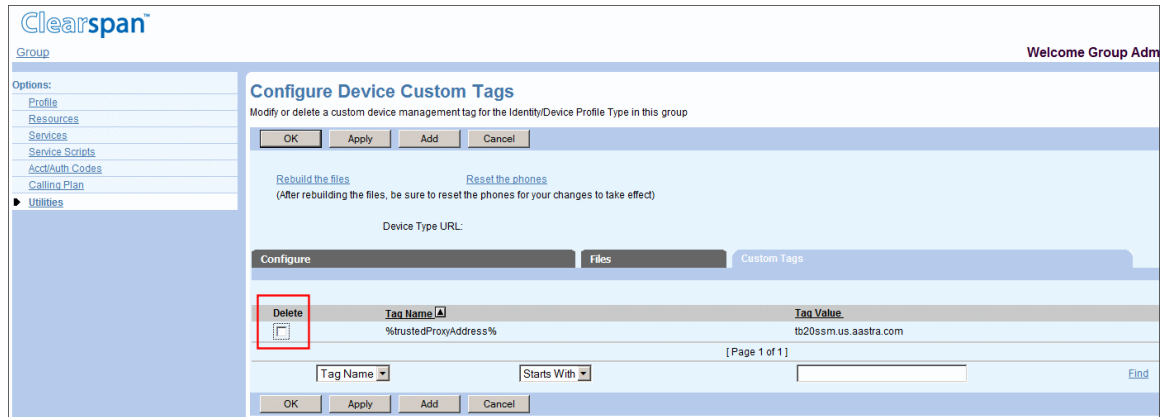 Clearspan™
Group Welcome Group Adm
Options:
Profile
Resources
Services
Service Scripts
Acct/Auth Codes
Calling Plan
Utilities
Configure Device Custom Tags
Modify or delete a custom device management tag for the Identity/Device Profile Type in this group
OK Apply Add Cancel
Rebuild the files Reset the phones
(After rebuilding the files, be sure to reset the phones for your changes to take effect)
Device Type URL:
Configure Files Custom Tags
Delete Tag Name Tag Value
%trustedProxyAddress% tb20ssm.us.aastra.com
[ Page 1 of 1 ]
Tag Name Starts With Find
OK Apply Add Cancel